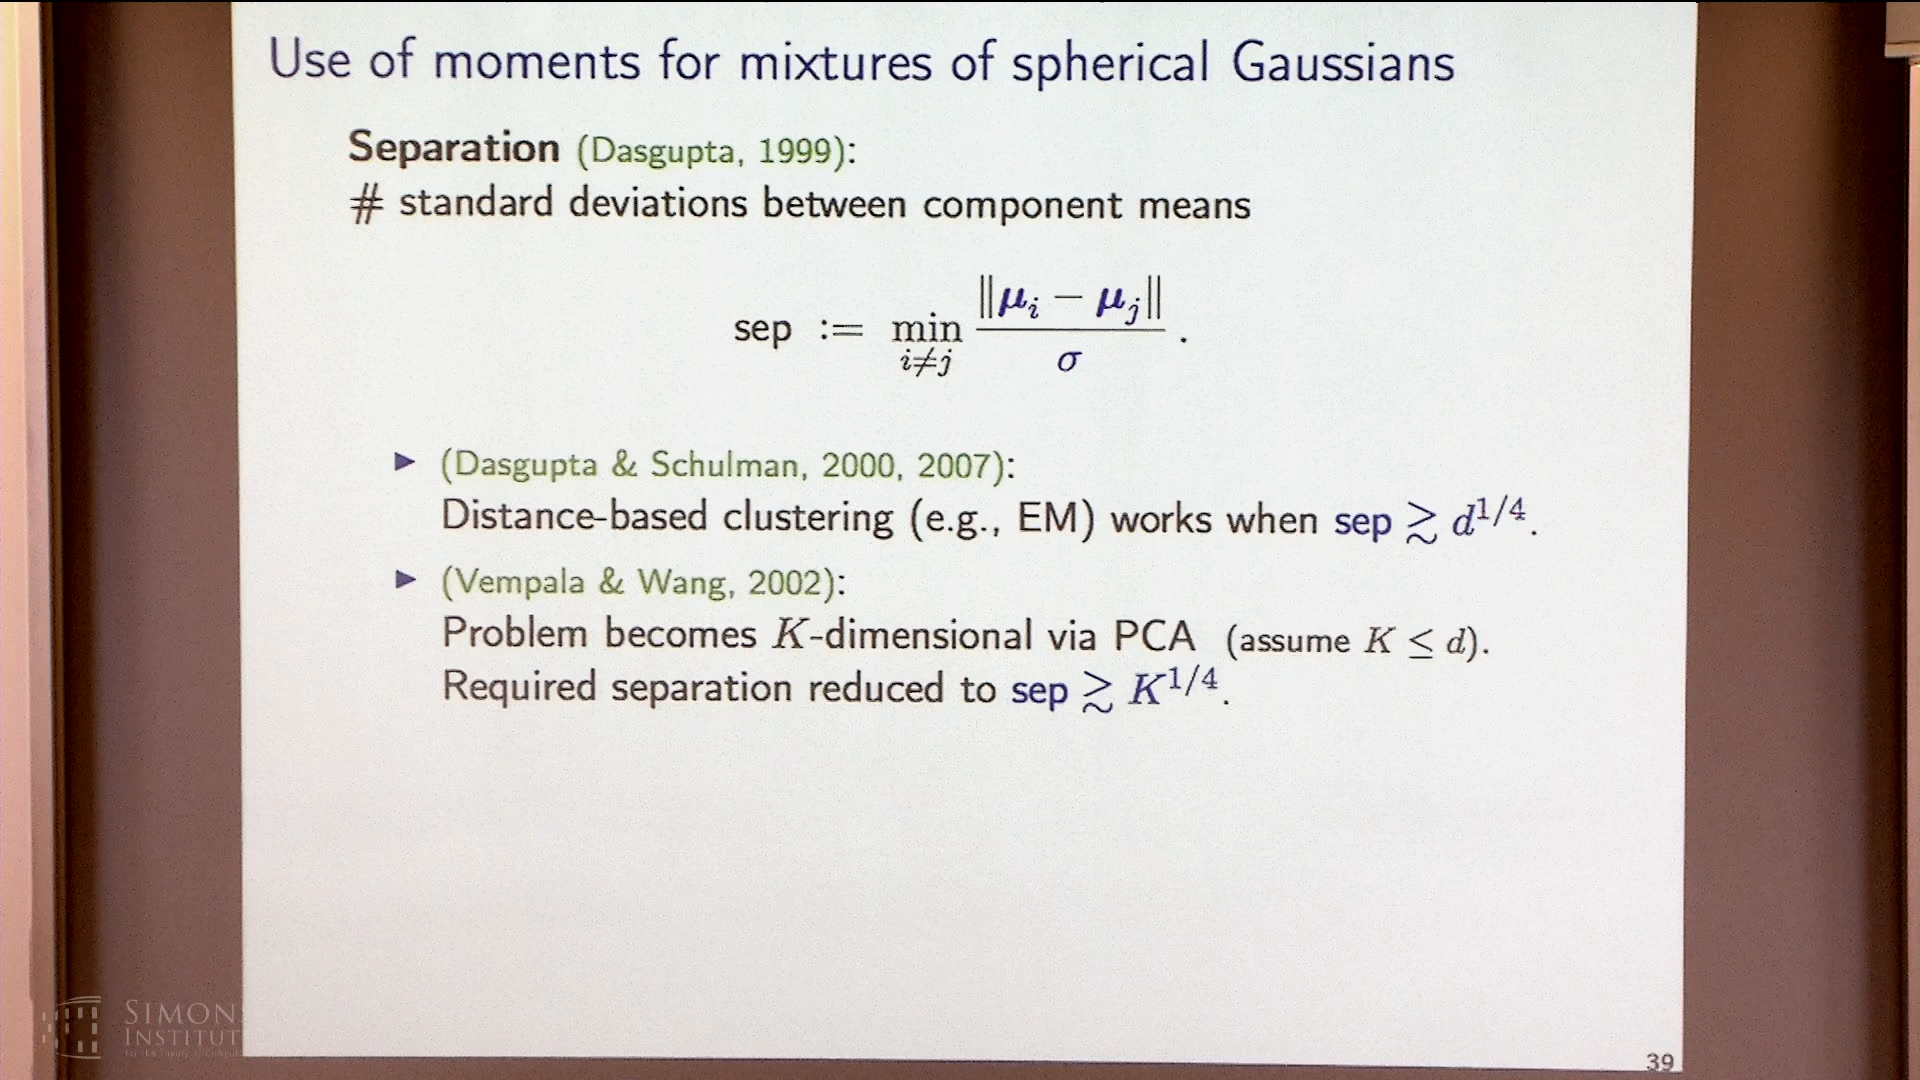 Use of moments for mixtures of spherical Gaussians
Separation (Dasgupta, 1999):
# standard deviations between component means
sep := min_{i≠j} ‖μ_i − μ_j‖ / σ .
▶ (Dasgupta & Schulman, 2000, 2007):
Distance-based clustering (e.g., EM) works when sep ≳ d^{1/4}.
▶ (Vempala & Wang, 2002):
Problem becomes K-dimensional via PCA (assume K ≤ d).
Required separation reduced to sep ≳ K^{1/4}.
SIMON
INSTITUT
39